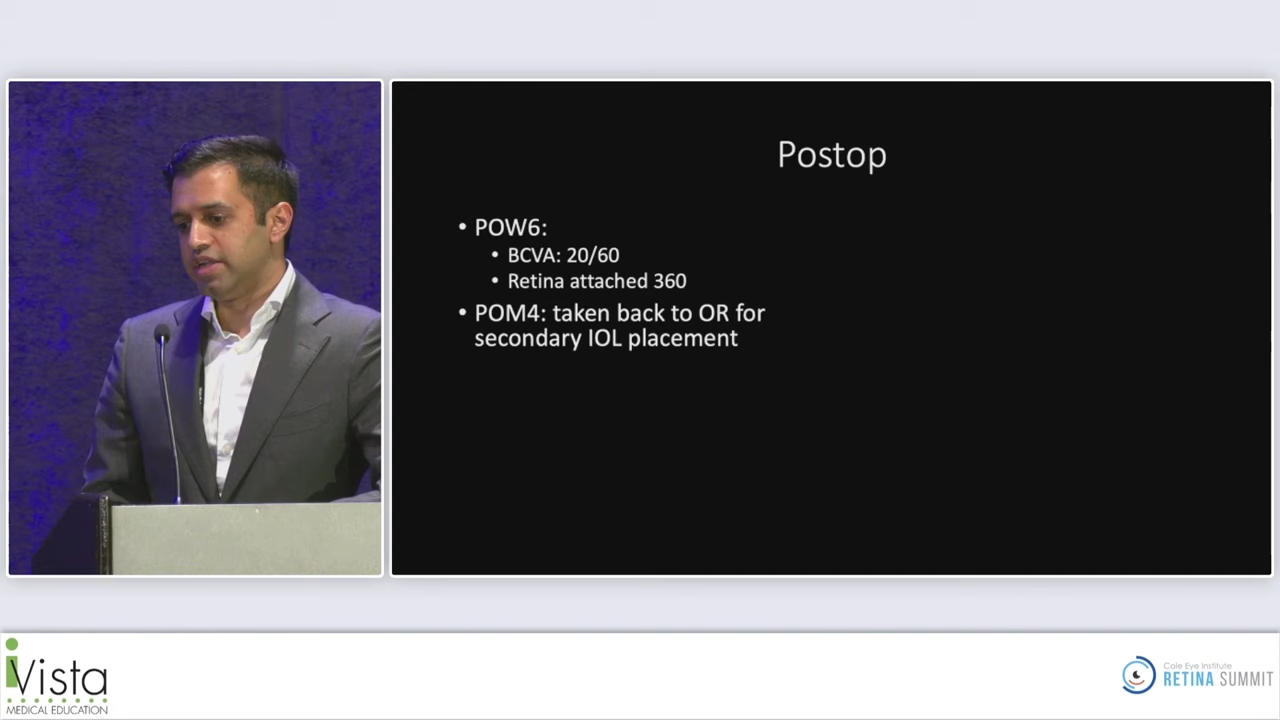 Postop
• POW6:
• BCVA: 20/60
• Retina attached 360
• POM4: taken back to OR for
secondary IOL placement
iVista
MEDICAL EDUCATION
Cole Eye Institute
RETINA SUMMIT